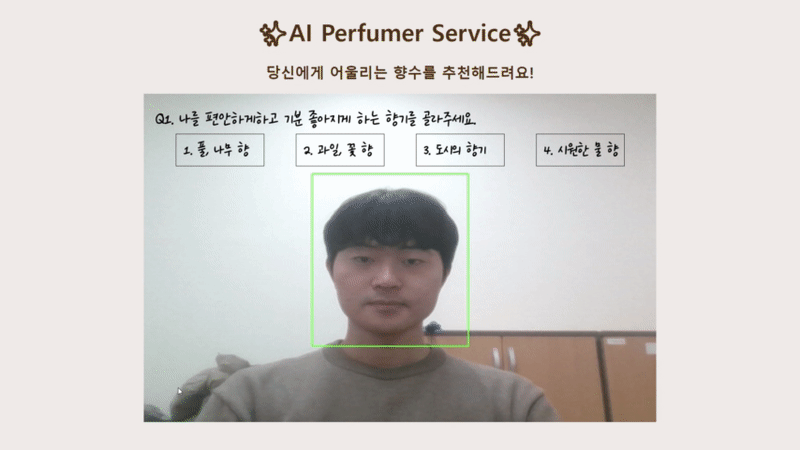 AI Perfumer Service
당신에게 어울리는 향수를 추천해드려요!
Q1. 나를 편안하게하고 기분 좋아지게 하는 향기를 골라주세요.
1. 풀, 나무 향
2. 과일, 꽃 향
3. 도시의 향기
4. 시원한 물 향